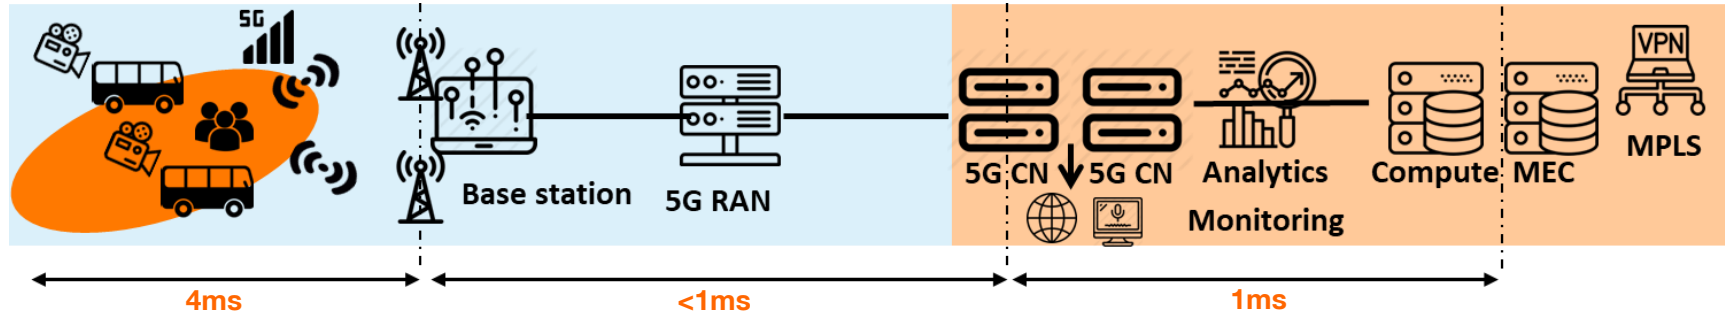 5G
VPN
MPLS
5G CN
5G CN
Analytics
Compute
MEC
Base station
5G RAN
Monitoring
4ms
<1ms
1ms